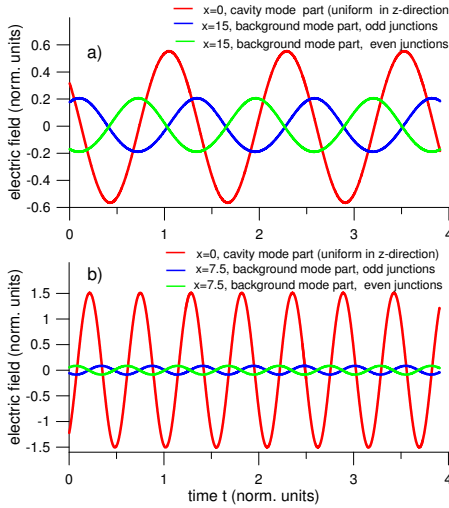 x=0, cavity mode part (uniform in z-direction)
x=15, background mode part, odd junctions
x=15, background mode part, even junctions
a)
electric field (norm. units)
0.6
0.4
0.2
0
-0.2
-0.4
-0.6
0 1 2 3 4
x=0, cavity mode part (uniform in z-direction)
x=7.5, background mode part, odd junctions
x=7.5, background mode part, even junctions
b)
electric field (norm. units)
1.5
1
0.5
0
-0.5
-1
-1.5
0 1 2 3 4
time t (norm. units)